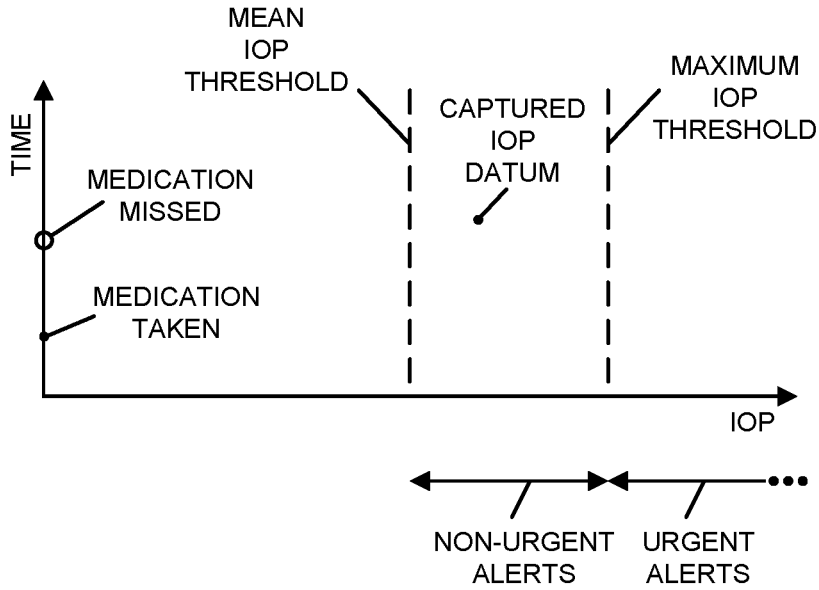 MEAN
IOP
THRESHOLD
MAXIMUM
IOP
THRESHOLD
CAPTURED
IOP
DATUM
TIME
MEDICATION
MISSED
MEDICATION
TAKEN
IOP
NON-URGENT
ALERTS
URGENT
ALERTS